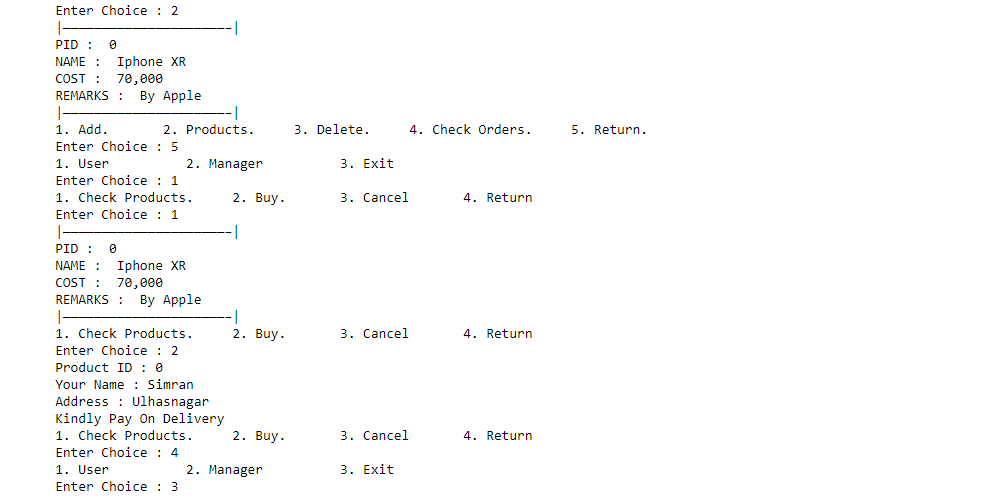 Enter Choice : 2
|——————————————————————|
PID :  0
NAME :  Iphone XR
COST :  70,000
REMARKS :  By Apple
|——————————————————————|
1. Add.       2. Products.     3. Delete.     4. Check Orders.     5. Return.
Enter Choice : 5
1. User          2. Manager          3. Exit
Enter Choice : 1
1. Check Products.     2. Buy.       3. Cancel       4. Return
Enter Choice : 1
|——————————————————————|
PID :  0
NAME :  Iphone XR
COST :  70,000
REMARKS :  By Apple
|——————————————————————|
1. Check Products.     2. Buy.       3. Cancel       4. Return
Enter Choice : 2
Product ID : 0
Your Name : Simran
Address : Ulhasnagar
Kindly Pay On Delivery
1. Check Products.     2. Buy.       3. Cancel       4. Return
Enter Choice : 4
1. User          2. Manager          3. Exit
Enter Choice : 3